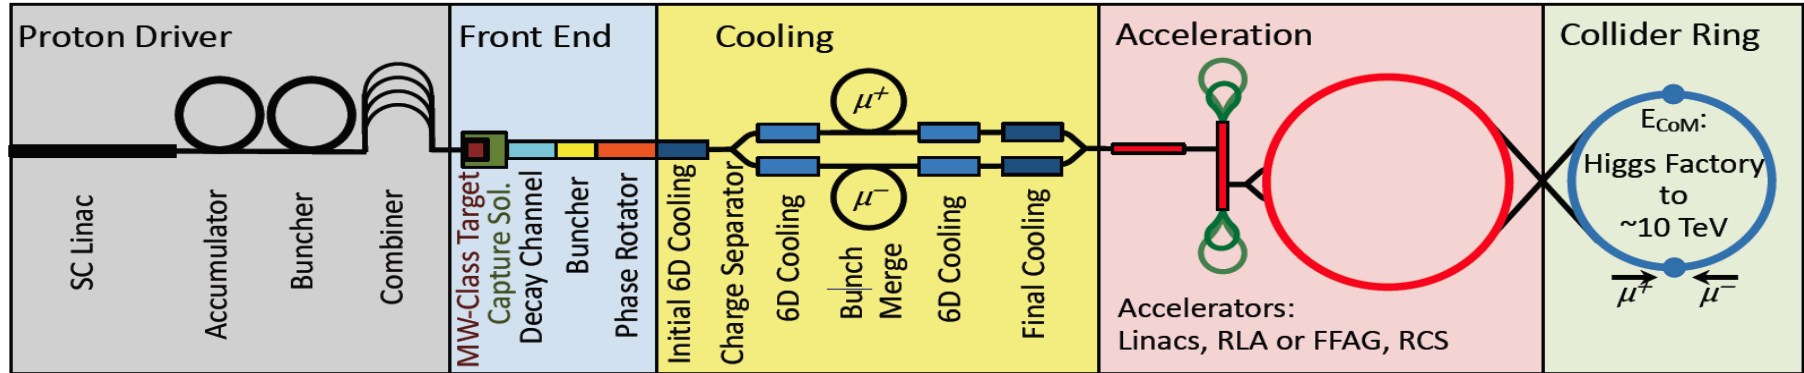 Proton Driver
SC Linac
Accumulator
Buncher
Combiner
Front End
MW-Class Target
Capture Sol.
Decay Channel
Buncher
Phase Rotator
Cooling
Initial 6D Cooling
Charge Separator
6D Cooling
μ+
μ−
Bunch
Merge
6D Cooling
Final Cooling
Acceleration
Accelerators:
Linacs, RLA or FFAG, RCS
Collider Ring
ECoM:
Higgs Factory
to
~10 TeV
μ+ μ−